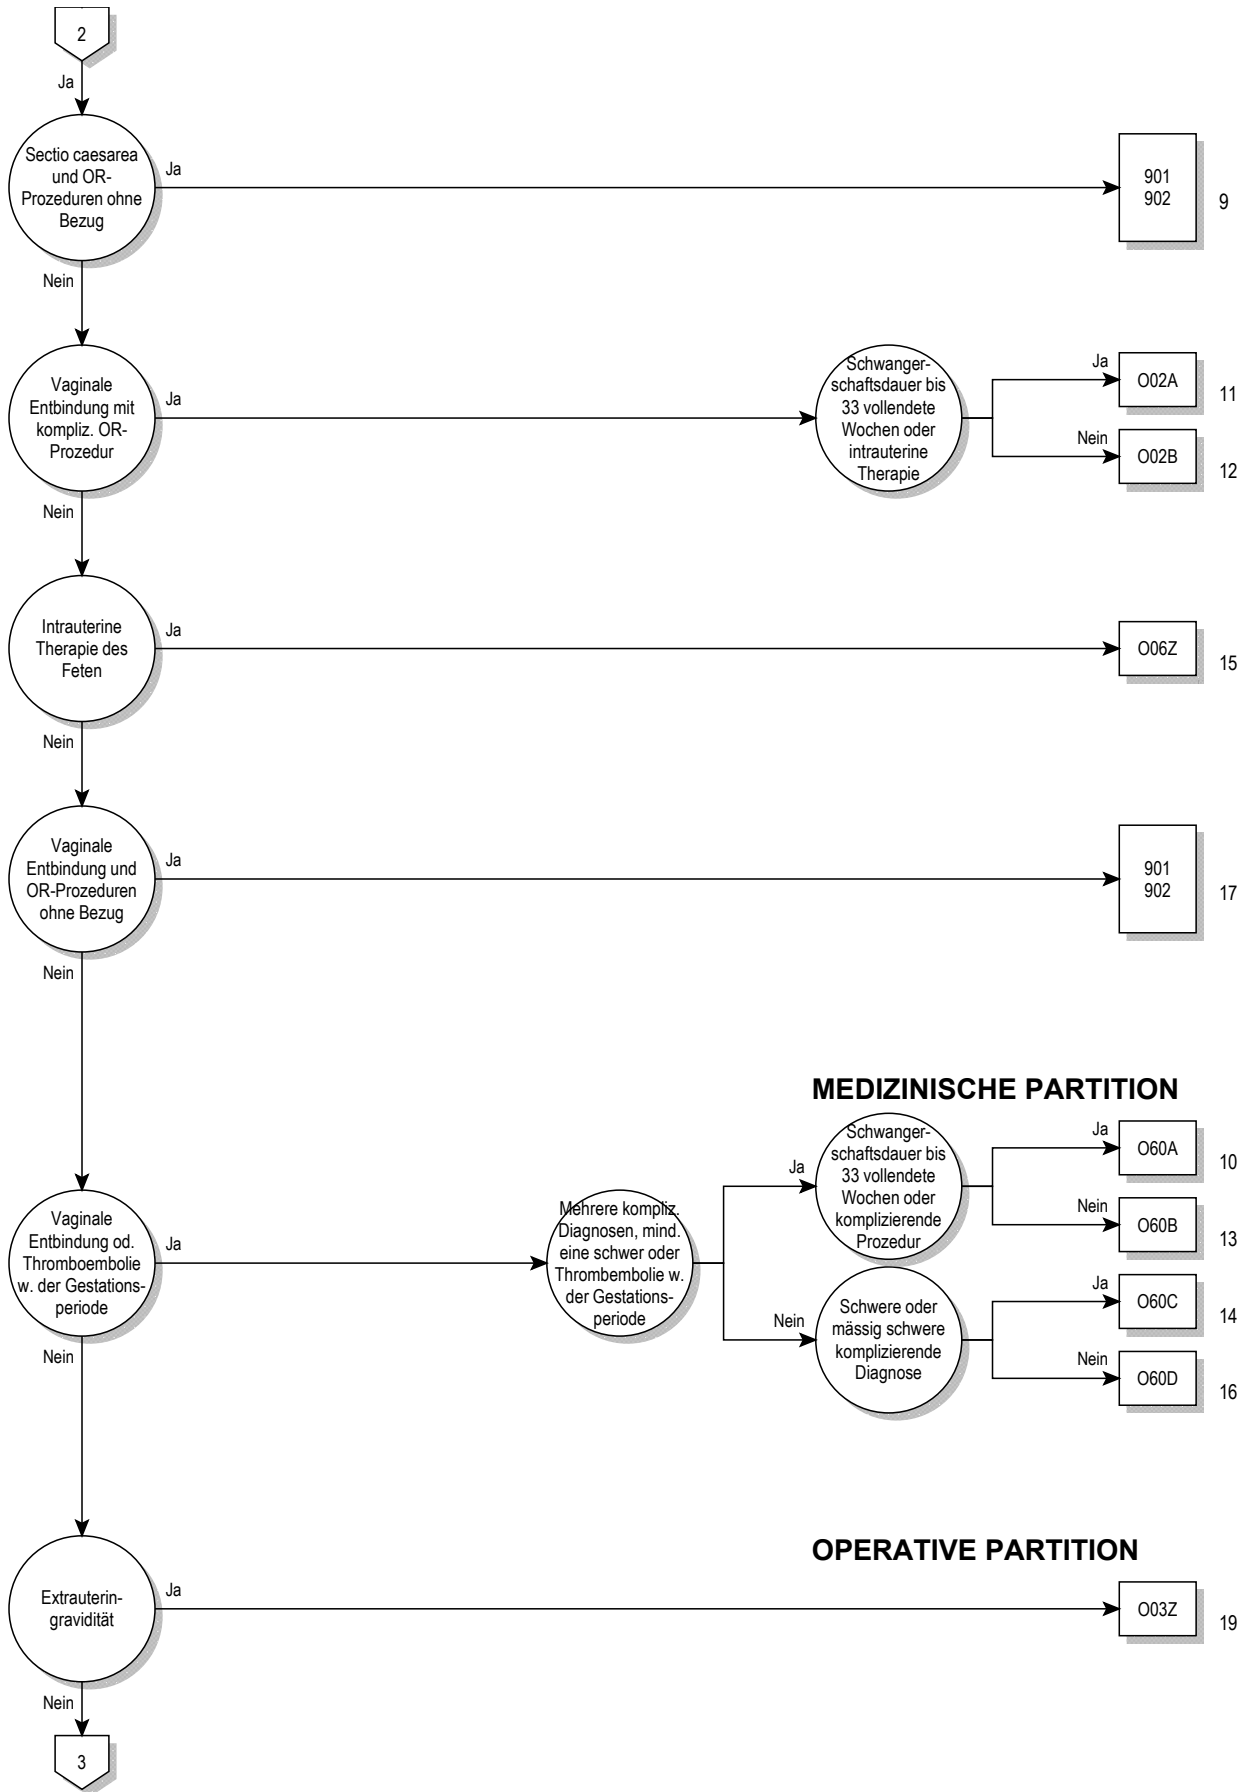 2
Ja
Sectio caesarea
und OR-
Prozeduren ohne
Bezug
Ja
901
902
9
Nein
Vaginale
Entbindung mit
kompliz. OR-
Prozedur
Ja
Schwanger-
schaftsdauer bis
33 vollendete
Wochen oder
intrauterine
Therapie
Ja
O02A
11
Nein
O02B
12
Nein
Intrauterine
Therapie des
Feten
Ja
O06Z
15
Nein
Vaginale
Entbindung und
OR-Prozeduren
ohne Bezug
Ja
901
902
17
Nein
MEDIZINISCHE PARTITION
Vaginale
Entbindung od.
Thromboembolie
w. der Gestations-
periode
Ja
Mehrere kompliz.
Diagnosen, mind.
eine schwer oder
Thrombembolie w.
der Gestations-
periode
Ja
Schwanger-
schaftsdauer bis
33 vollendete
Wochen oder
komplizierende
Prozedur
Ja
O60A
10
Nein
O60B
13
Nein
Schwere oder
mässig schwere
komplizierende
Diagnose
Ja
O60C
14
Nein
O60D
16
Nein
OPERATIVE PARTITION
Extrauterin-
gravidität
Ja
O03Z
19
Nein
3